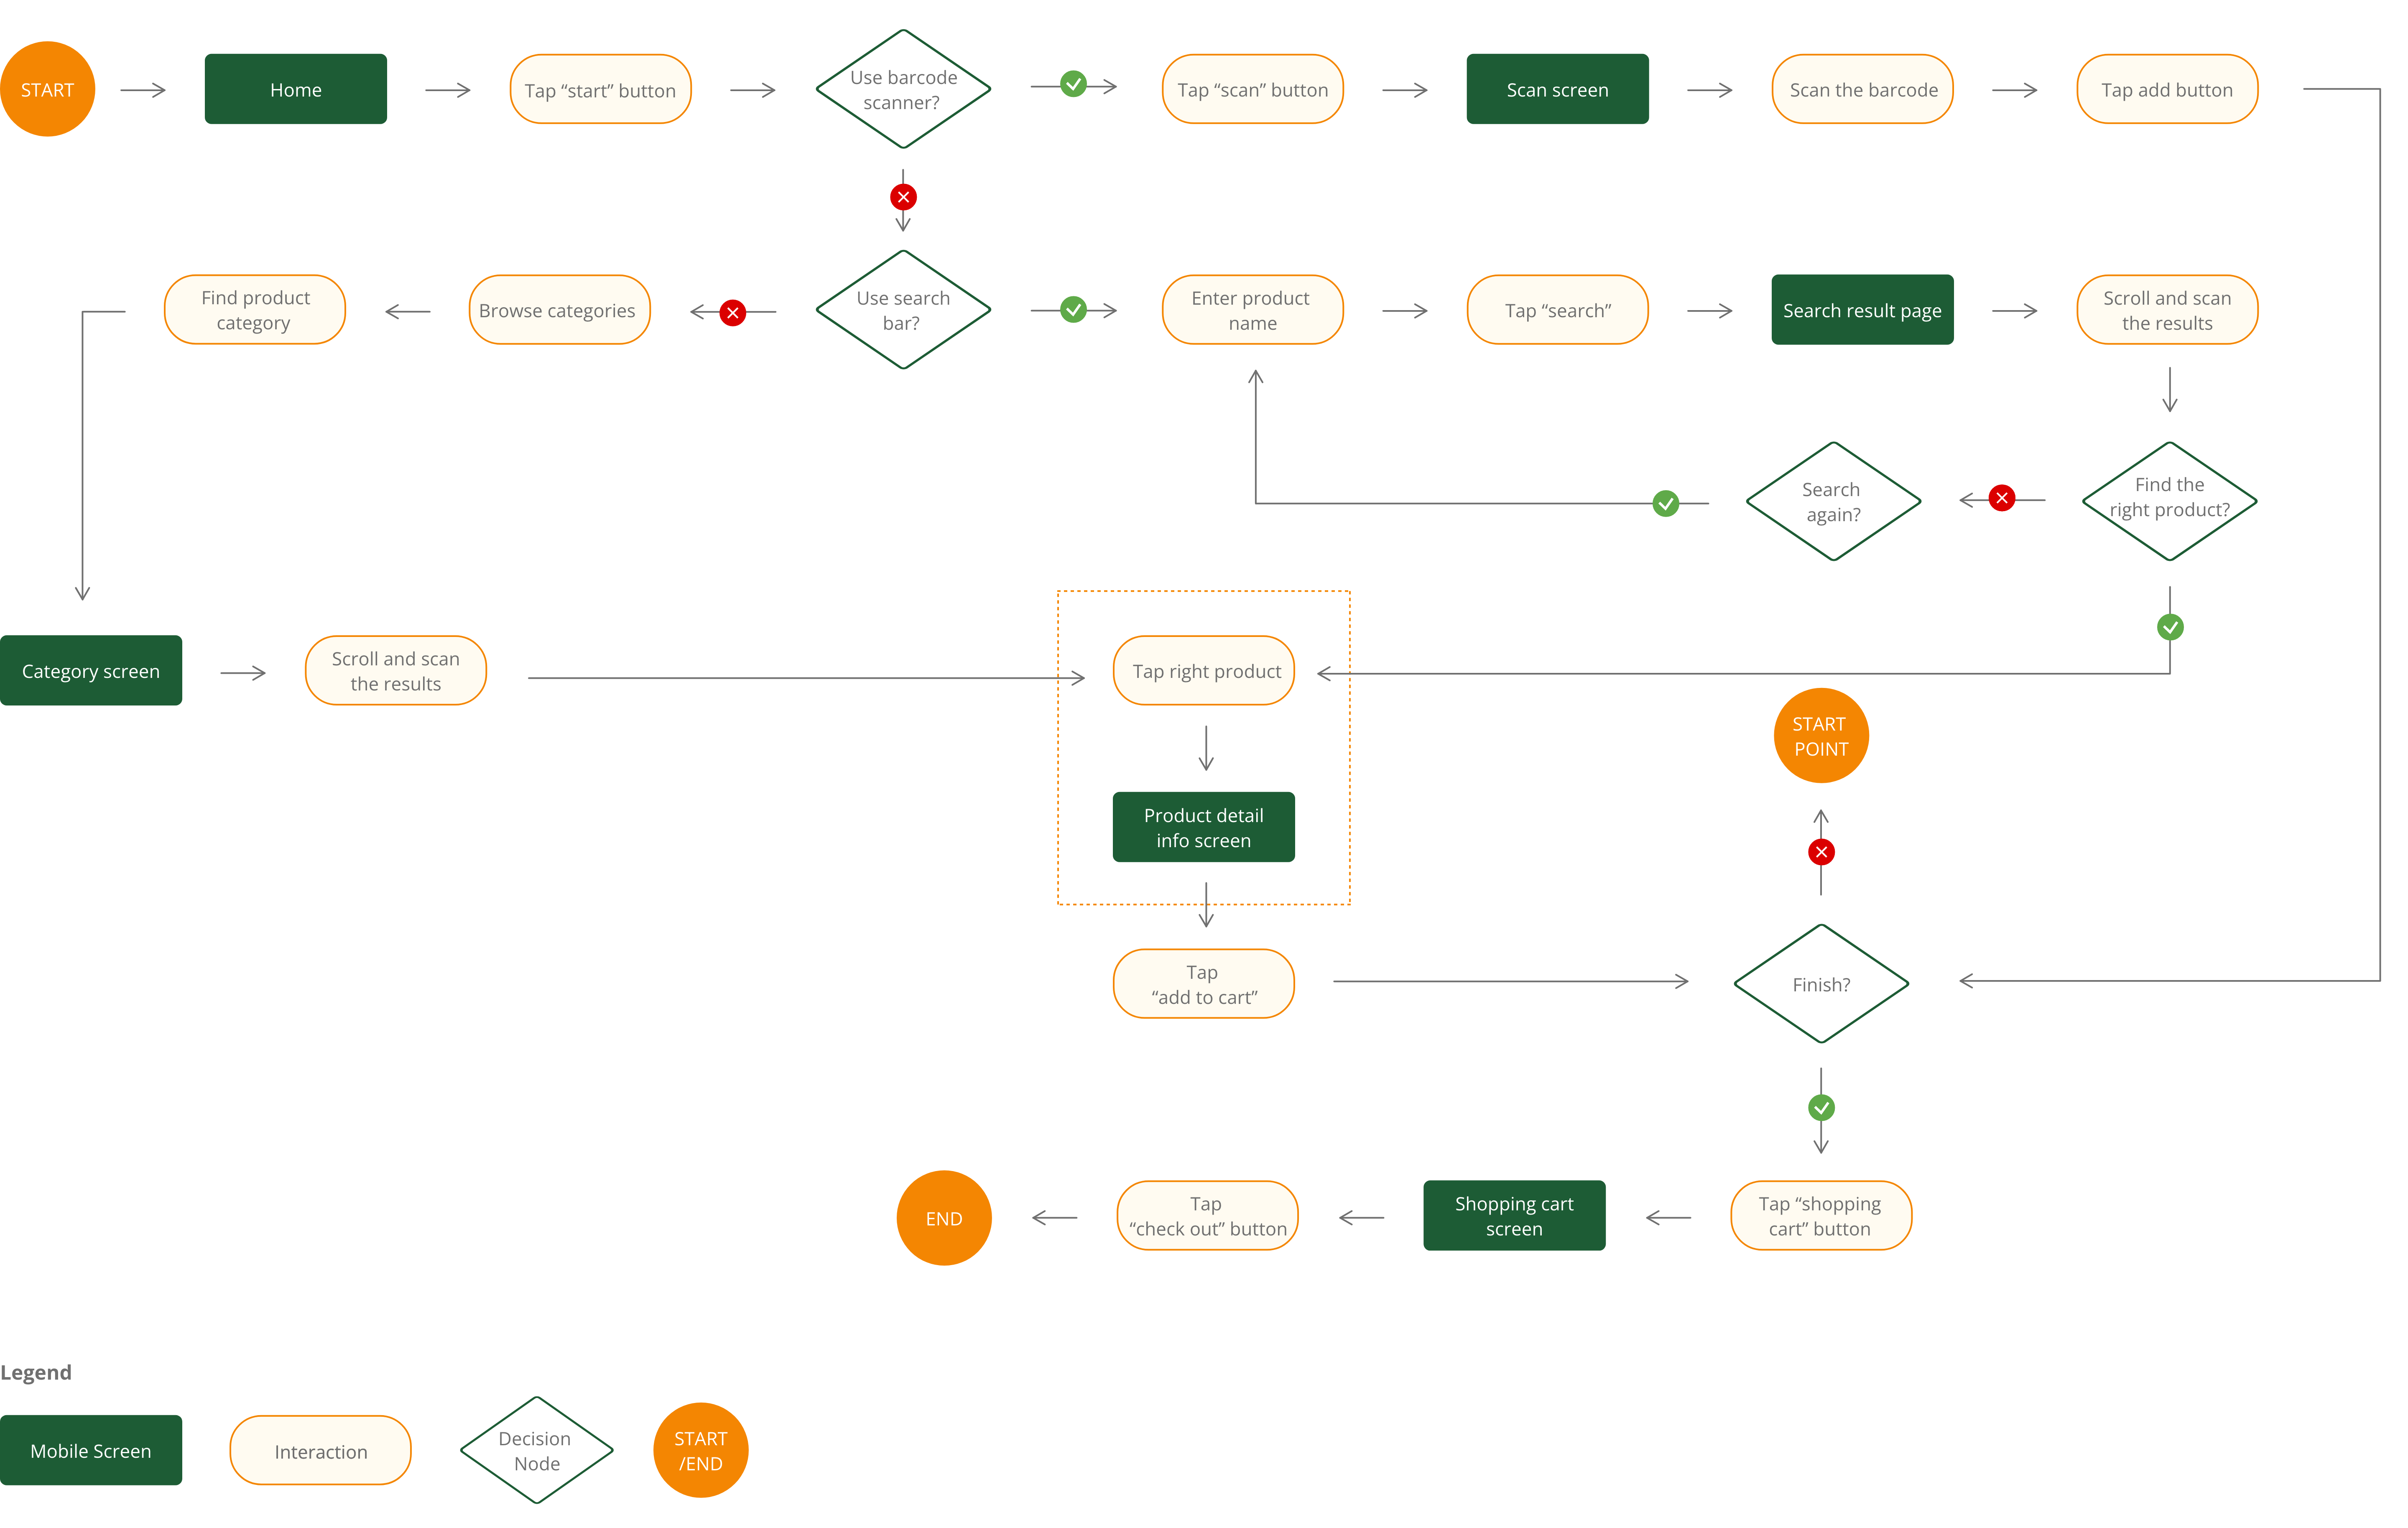 START
Home
Tap “start” button
Use barcode
scanner?
Tap “scan” button
Scan screen
Scan the barcode
Tap add button
Find product
category
Browse categories
Use search
bar?
Enter product
name
Tap “search”
Search result page
Scroll and scan
the results
Search
again?
Find the
right product?
Category screen
Scroll and scan
the results
Tap right product
START
POINT
Product detail
info screen
Tap
“add to cart”
Finish?
END
Tap
“check out” button
Shopping cart
screen
Tap “shopping
cart” button
Legend
Mobile Screen
Interaction
Decision
Node
START
/END